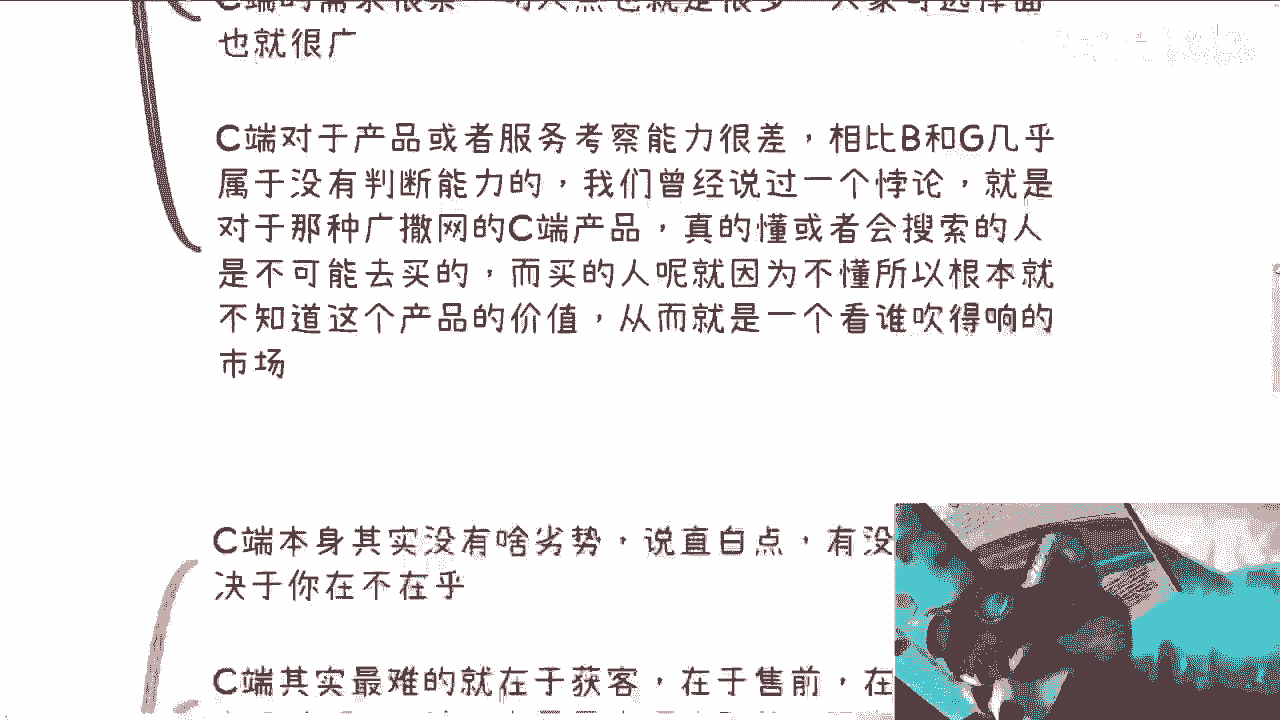 也就很广
C端对于产品或者服务考察能力很差，相比B和G几乎
属于没有判断能力的，我们曾经说过一个悖论，就是
对于那种广撒网的C端产品，真的懂或者会搜索的人
是不可能去买的，而买的人呢就因为不懂所以根本就
不知道这个产品的价值，从而就是一个看谁吹得响的
市场
C端本身其实没有啥劣势，说直白点，有没
决于你在不在乎
C端其实最难的就在于获客，在于售前，在